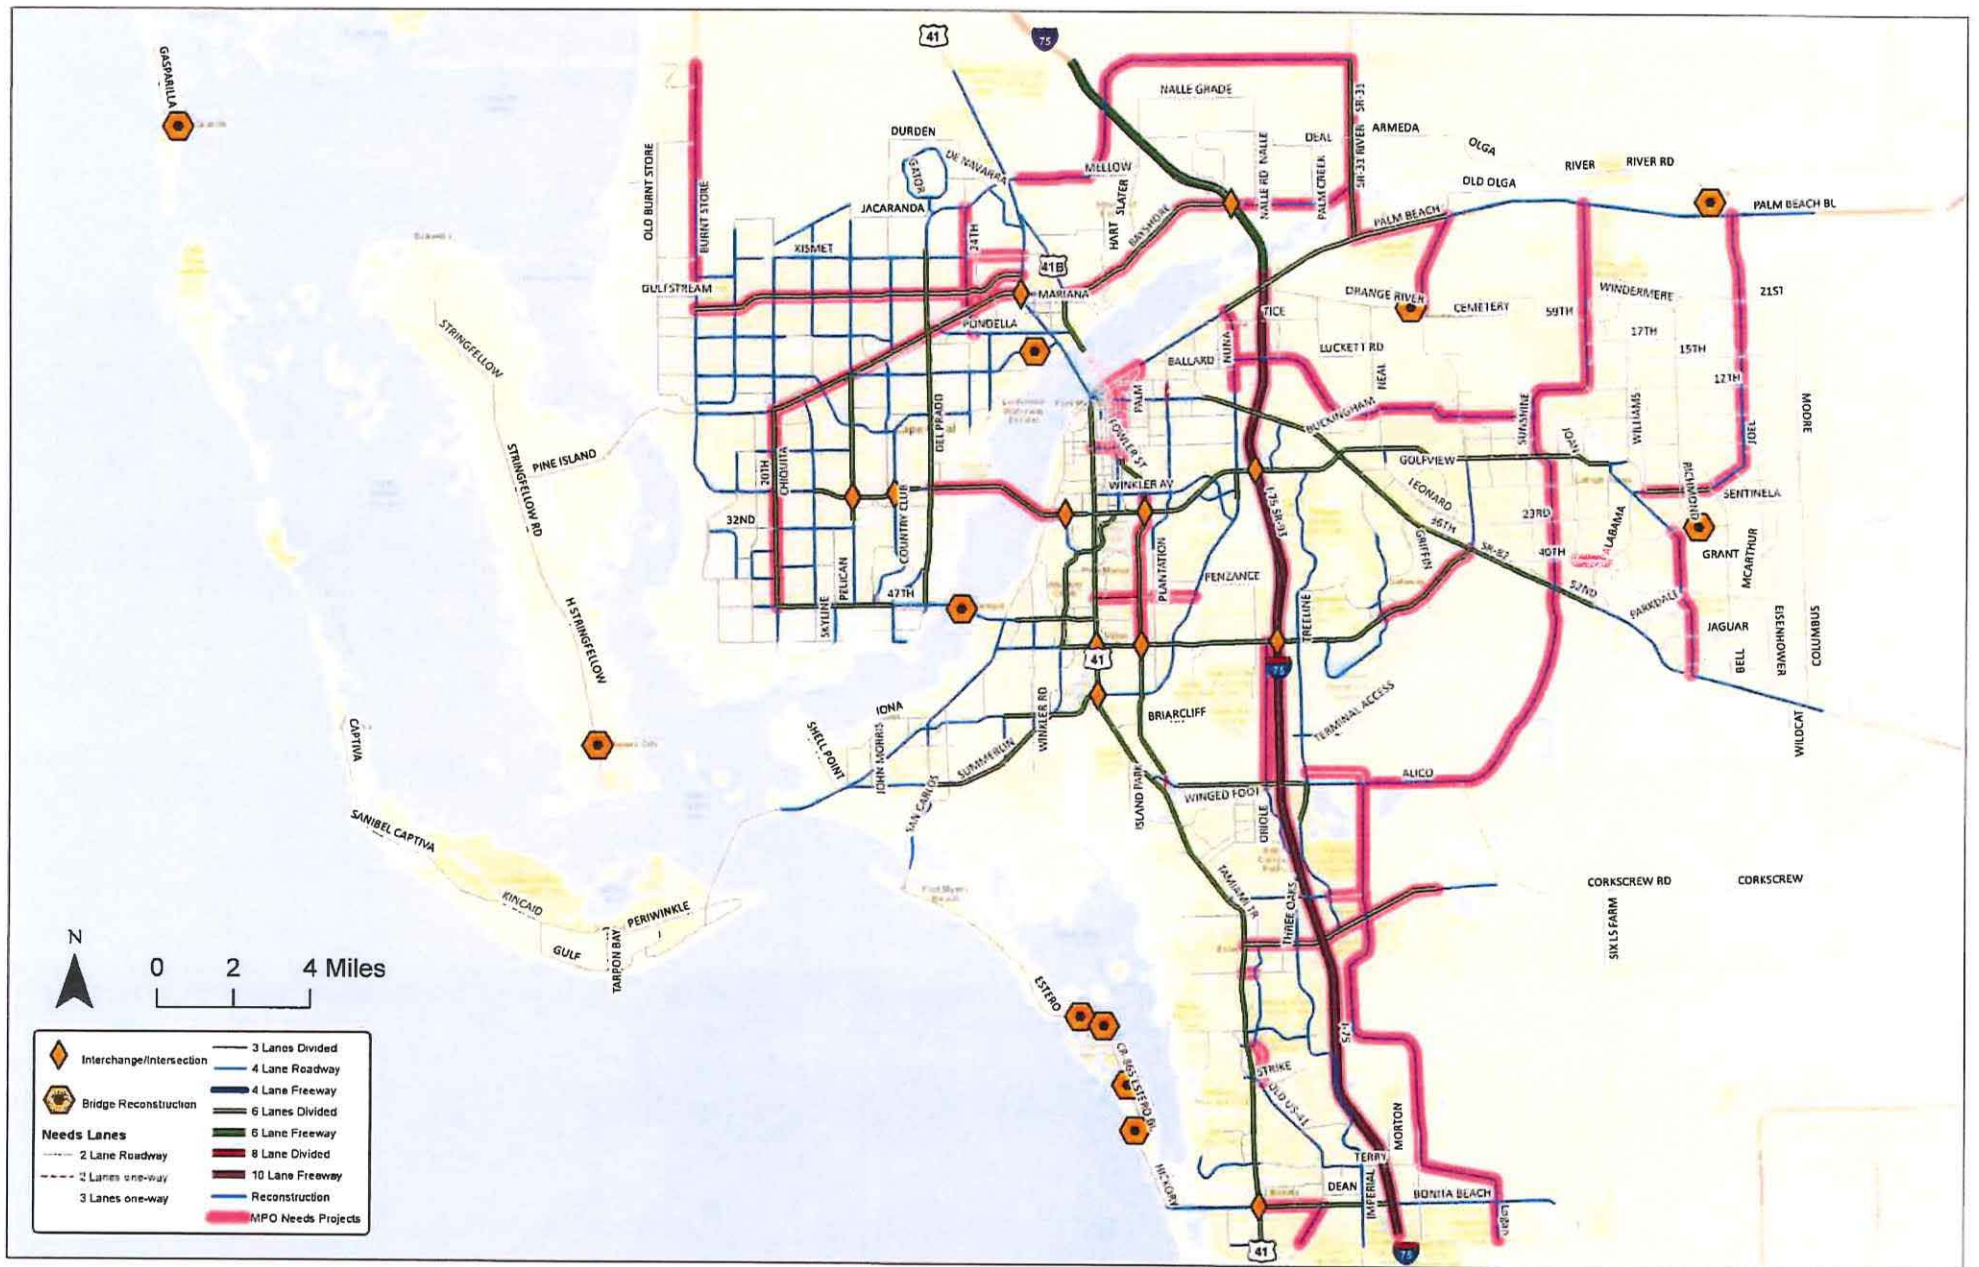 GASPARILLA
41
75
NALLE GRADE
SR-31
DURDEN
ARMEDA
DEAL
OLGA
GATOR
DE NAVARRA
MELLOW
NALLE RD NALLE
PALM CREEK
SR-31 RIVER
RIVER
RIVER RD
OLD OLGA
OLD BURNT STORE
BURNT STORE
JACARANDA
HART
SLATER
BAYSHORE
PALM BEACH
PALM BEACH BL
KISMET
24TH
41B
GULFSTREAM
MARIANA
ORANGE RIVER
CEMETERY
WINDERMERE
21ST
59TH
PONDELLA
TICE
17TH
STRINGFELLOW
BALLARD
NUNA
LUCKETT RD
NEAL
15TH
12TH
DEL PRADO
PALM
FOWLER ST
BUCKINGHAM
SUNSHINE
JOAN
WILLIAMS
JOEL
MOORE
STRINGFELLOW RD
PINE ISLAND
20TH
CHIQUITA
COUNTRY CLUB
WINKLER AV
I-75 SR-93
GOLFVIEW
LEONARD
36TH
RICHMOND
SENTINELA
32ND
23RD
ALABAMA
GRIFFIN
SR-82
40TH
GRANT
MCARTHUR
PELICAN
SKYLINE
47TH
PLANTATION
PENZANCE
TREELINE
52ND
PARKDALE
JAGUAR
BELL
EISENHOWER
COLUMBUS
H STRINGFELLOW
41
75
IONA
SHELL POINT
JOHN MORRIS
WINKLER RD
BRIARCLIFF
TERMINAL ACCESS
WILDCAT
CAPTIVA
SUMMERLIN
SAN CARLOS
ISLAND PARK
WINGED FOOT
ALICO
ORIOLE
SANIBEL CAPTIVA
KINCAID
PERIWINKLE
GULF
TARPON BAY
TAMIAMI TR
THREE OAKS
CORKSCREW RD
CORKSCREW
SIX LS FARM
N
0 2 4 Miles
ESTERO
CR-865 ESTERO BL
I-75
STRIKE
OLD US-41
MORTON
HICKORY
TERRY
DEAN
IMPERIAL
BONITA BEACH
Logan
41
75
Interchange/Intersection
Bridge Reconstruction
Needs Lanes
2 Lane Roadway
2 Lanes one-way
3 Lanes one-way
3 Lanes Divided
4 Lane Roadway
4 Lane Freeway
6 Lanes Divided
6 Lane Freeway
8 Lane Divided
10 Lane Freeway
Reconstruction
MPO Needs Projects